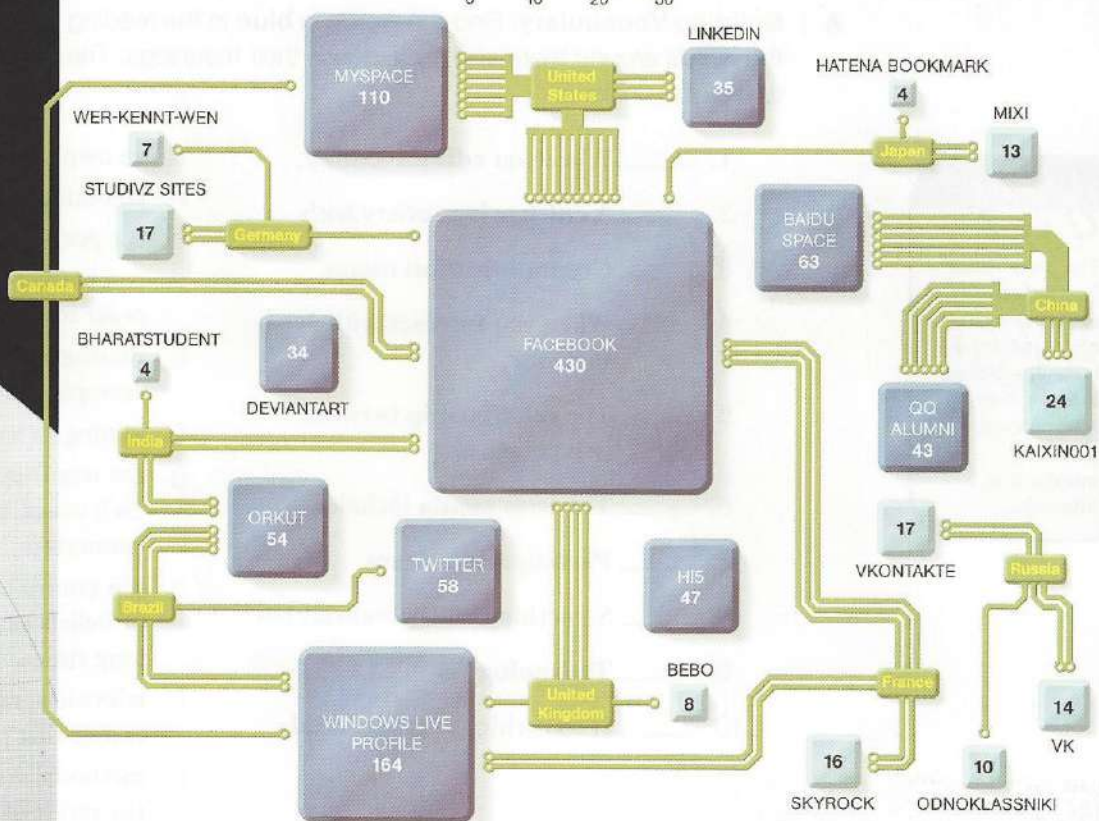 LINKEDIN
MYSPACE
110
United
States
35
HATENA BOOKMARK
4
MIXI
WER-KENNT-WEN
7
Japan
13
STUDIVZ SITES
17
Germany
BAIDU
SPACE
63
Canada
China
BHARATSTUDENT
4
34
DEVIANTART
FACEBOOK
430
QQ
ALUMNI
43
24
KAIXIN001
India
ORKUT
54
TWITTER
58
HI5
47
17
VKONTAKTE
Russia
Brazil
WINDOWS LIVE
PROFILE
164
United
Kingdom
BEBO
8
France
14
VK
16
SKYROCK
10
ODNOKLASSNIKI